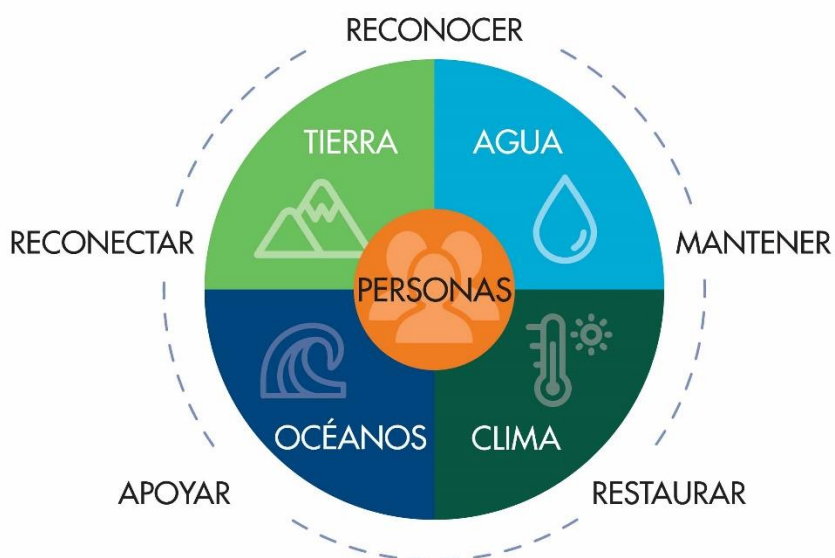 RECONOCER
TIERRA AGUA
RECONECTAR PERSONAS MANTENER
OCÉANOS CLIMA
APOYAR RESTAURAR